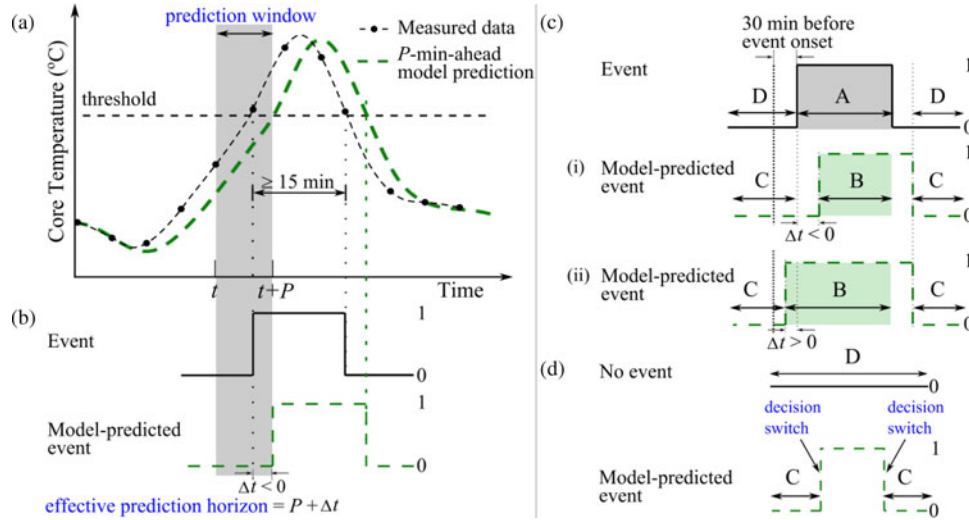 (a)
prediction window
Measured data
P-min-ahead
model prediction
threshold
≥ 15 min
Core Temperature (°C)
t
t+P
Time
(b)
Event
1
0
Model-predicted
event
1
0
Δt < 0
effective prediction horizon = P + Δt
(c)
30 min before
event onset
Event
1
D
A
D
0
(i)
Model-predicted
event
1
C
B
C
0
Δt < 0
(ii)
Model-predicted
event
1
C
B
C
0
Δt > 0
(d)
No event
D
0
decision
switch
decision
switch
Model-predicted
event
1
C
C
0